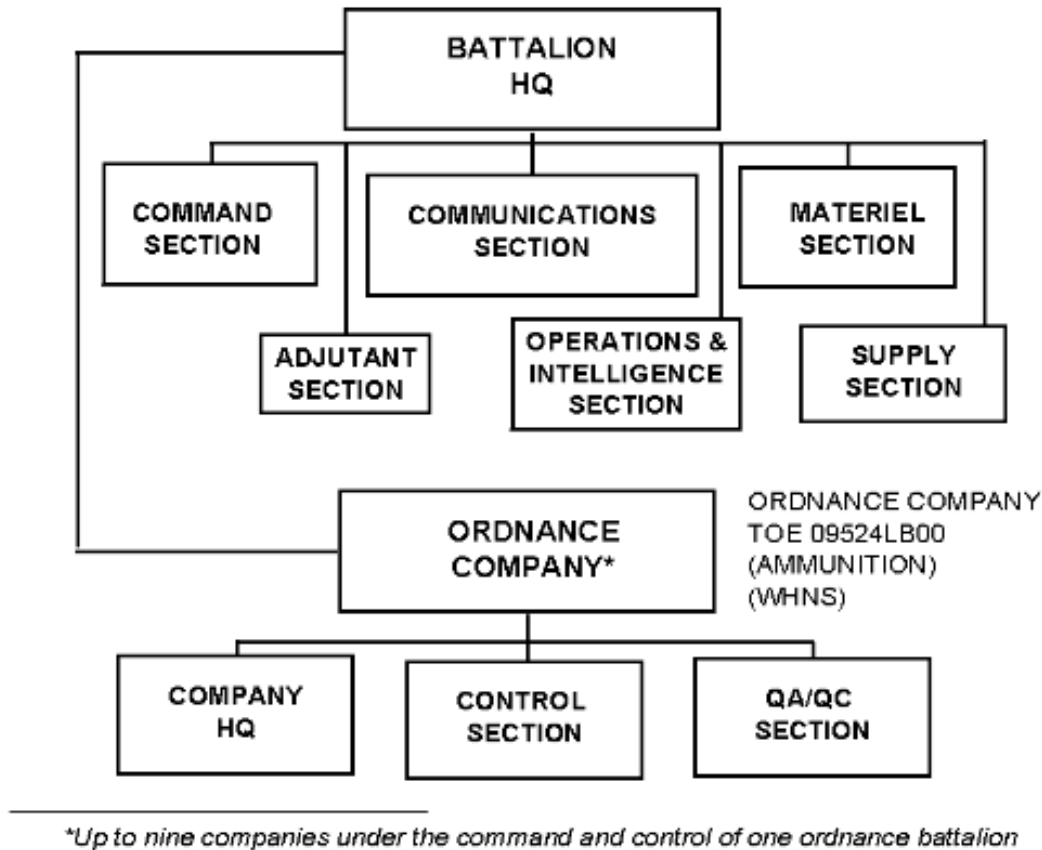 BATTALION
HQ
COMMAND
SECTION
COMMUNICATIONS
SECTION
MATERIEL
SECTION
ADJUTANT
SECTION
OPERATIONS &
INTELLIGENCE
SECTION
SUPPLY
SECTION
ORDNANCE
COMPANY*
ORDNANCE COMPANY
TOE 09524LB00
(AMMUNITION)
(WHNS)
COMPANY
HQ
CONTROL
SECTION
QA/QC
SECTION
*Up to nine companies under the command and control of one ordnance battalion